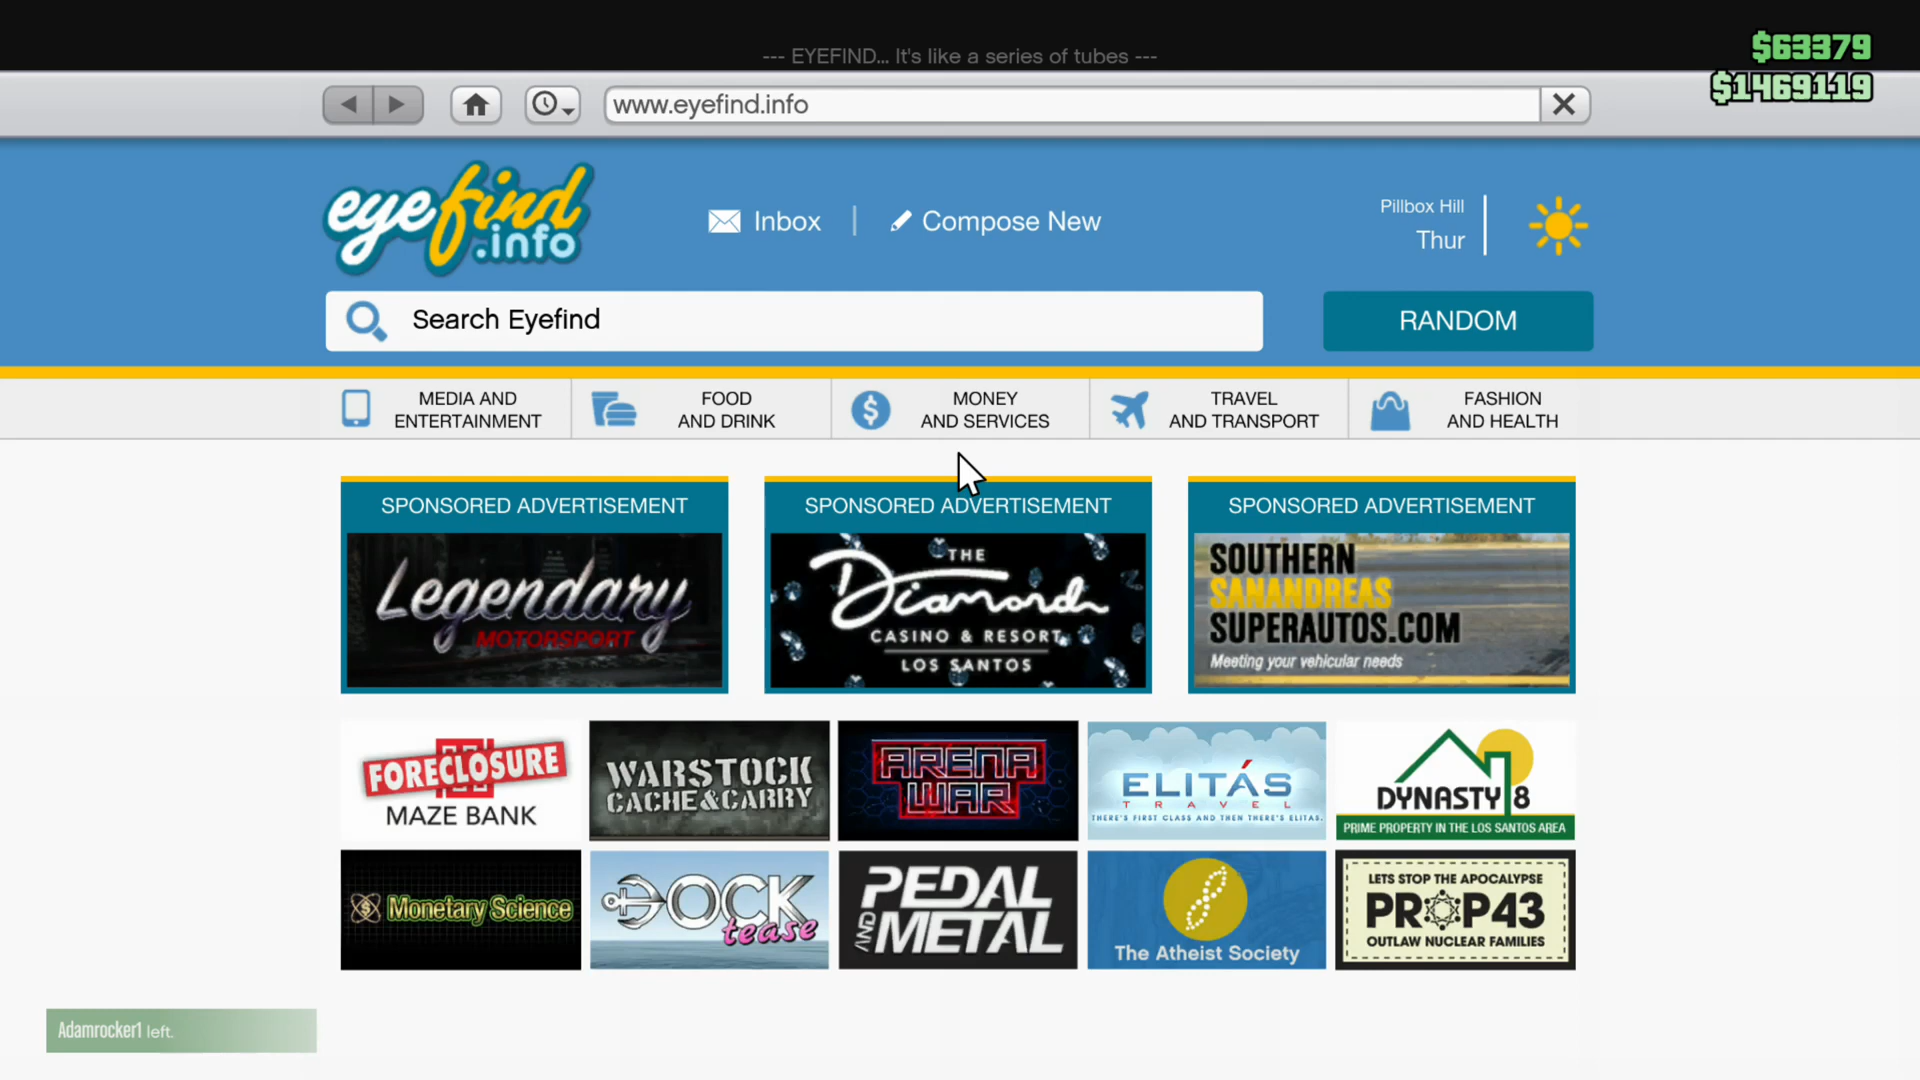 --- EYEFIND... It's like a series of tubes ---
$63379
$1469119
www.eyefind.info
eyefind
.info
Inbox
Compose New
Pillbox Hill
Thur
Search Eyefind
RANDOM
MEDIA AND
ENTERTAINMENT
FOOD
AND DRINK
MONEY
AND SERVICES
TRAVEL
AND TRANSPORT
FASHION
AND HEALTH
SPONSORED ADVERTISEMENT
Legendary
MOTORSPORT
SPONSORED ADVERTISEMENT
THE
Diamond
CASINO & RESORT
LOS SANTOS
SPONSORED ADVERTISEMENT
SOUTHERN
SANANDREAS
SUPERAUTOS.COM
Meeting your vehicular needs
FORECLOSURE
MAZE BANK
WARSTOCK
CACHE&CARRY
ARENA
WAR
ELITÁS
TRAVEL
THERE'S FIRST CLASS AND THEN THERE'S ELITAS.
DYNASTY 8
PRIME PROPERTY IN THE LOS SANTOS AREA
Monetary Science
DOCK
tease
PEDAL
AND METAL
The Atheist Society
LETS STOP THE APOCALYPSE
PROP43
OUTLAW NUCLEAR FAMILIES
Adamrocker1 left.